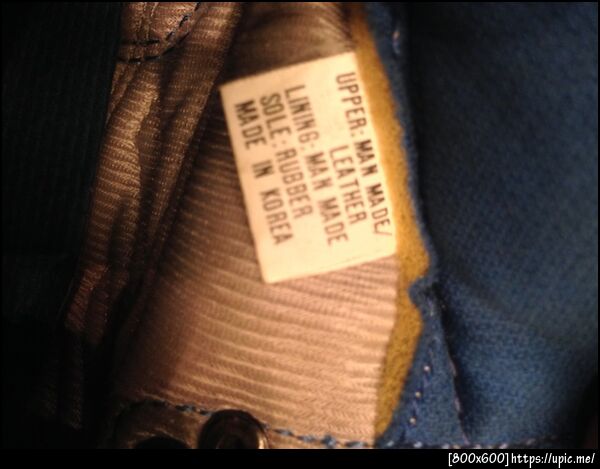 UPPER: MAN MADE/
LEATHER
LINING: MAN MADE
SOLE: RUBBER
MADE IN KOREA
[800x600]https://upic.me/